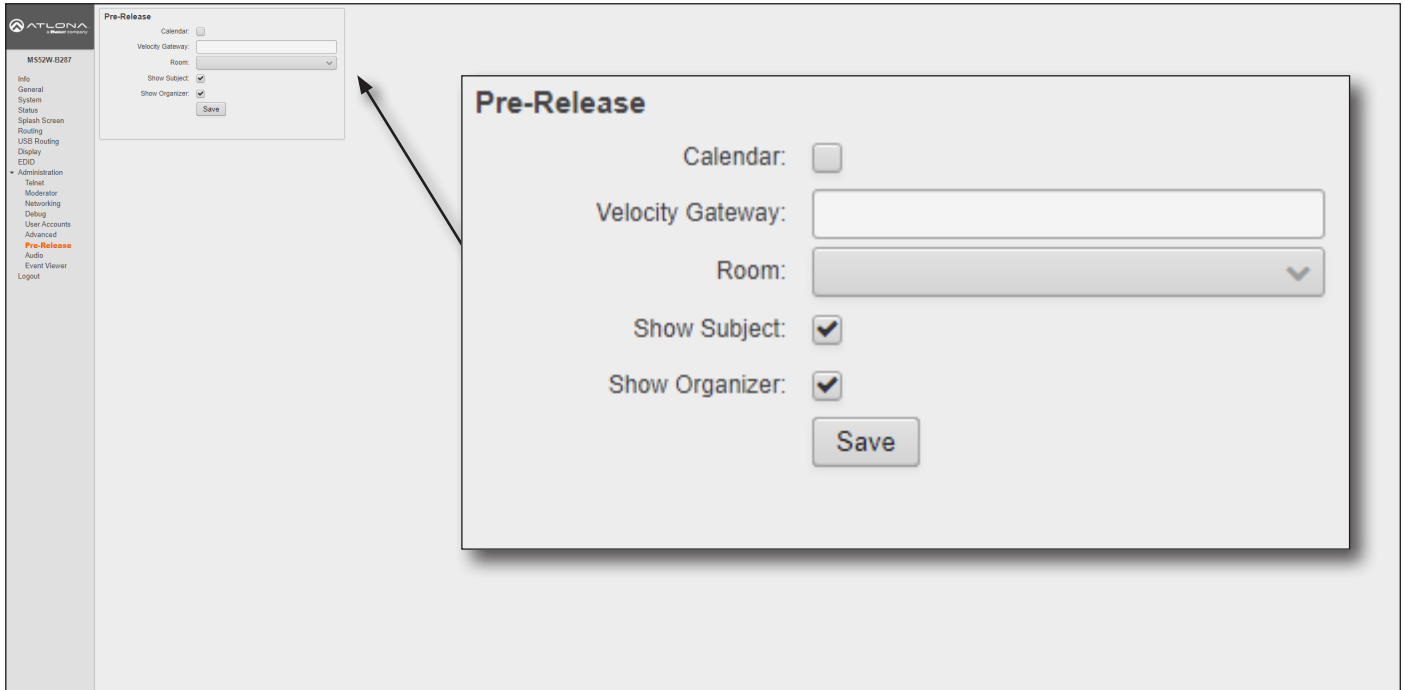 ATLONA
a Panduit company
MS52W-B287
Info
General
System
Status
Splash Screen
Routing
USB Routing
Display
EDID
Administration
Telnet
Moderator
Networking
Debug
User Accounts
Advanced
Pre-Release
Audio
Event Viewer
Logout
Pre-Release
Calendar:
Velocity Gateway:
Room:
Show Subject:
Show Organizer:
Save
Pre-Release
Calendar:
Velocity Gateway:
Room:
Show Subject:
Show Organizer:
Save